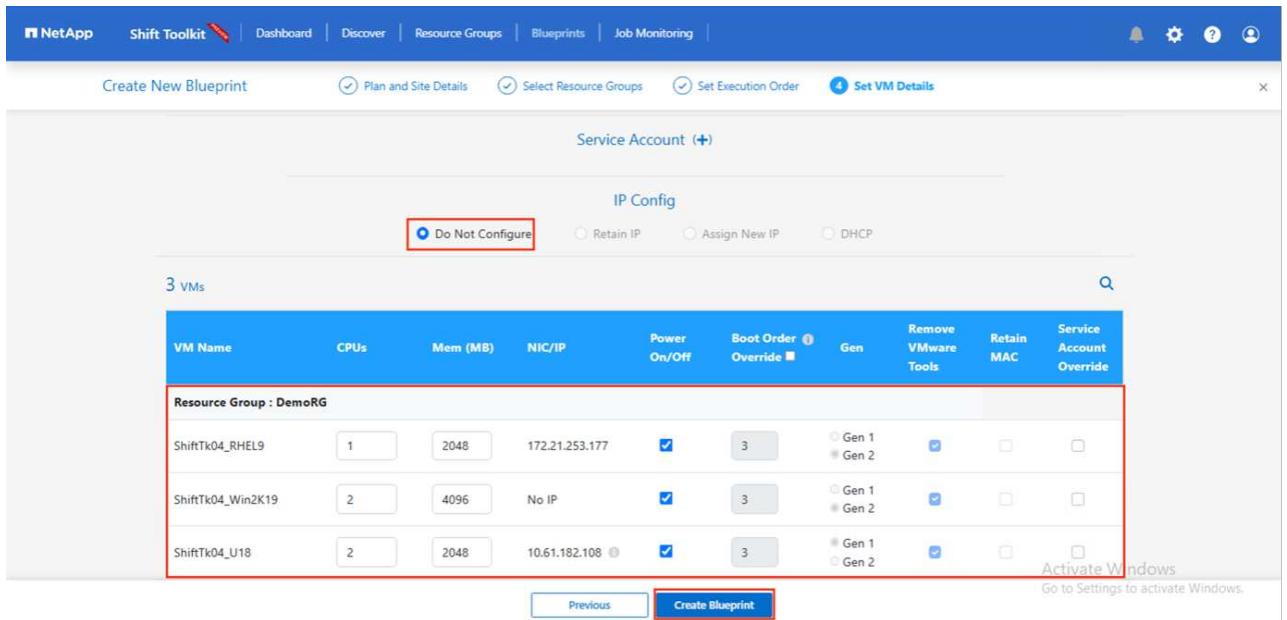 NetApp Shift Toolkit Dashboard Discover Resource Groups Blueprints Job Monitoring
Create New Blueprint Plan and Site Details Select Resource Groups Set Execution Order 4 Set VM Details
Service Account (+)
IP Config
Do Not Configure Retain IP Assign New IP DHCP
3 VMs
VM Name CPUs Mem (MB) NIC/IP Power On/Off Boot Order Override Gen Remove VMware Tools Retain MAC Service Account Override
Resource Group : DemoRG
ShiftTk04_RHEL9 1 2048 172.21.253.177 3 Gen 1
Gen 2
ShiftTk04_Win2K19 2 4096 No IP 3 Gen 1
Gen 2
ShiftTk04_U18 2 2048 10.61.182.108 3 Gen 1
Gen 2
Activate Windows
Go to Settings to activate Windows.
Previous Create Blueprint